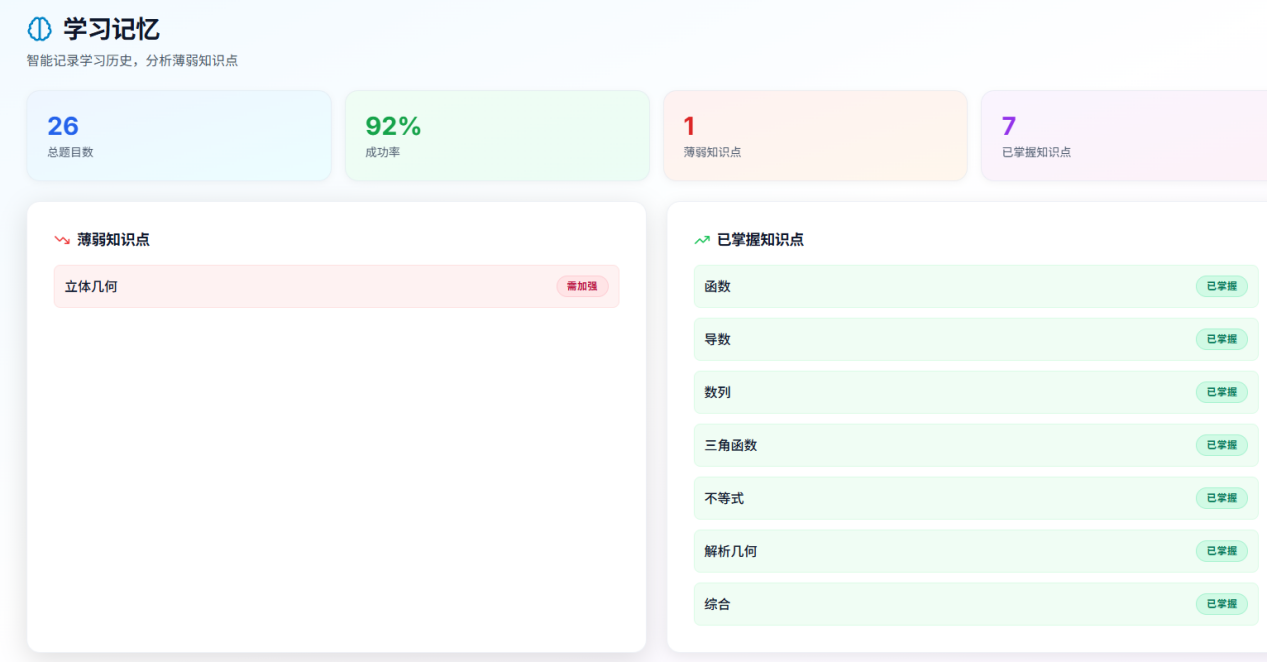 学习记忆
智能记录学习历史，分析薄弱知识点
26
总题目数
92%
成功率
1
薄弱知识点
7
已掌握知识点
薄弱知识点
立体几何 需加强
已掌握知识点
函数 已掌握
导数 已掌握
数列 已掌握
三角函数 已掌握
不等式 已掌握
解析几何 已掌握
综合 已掌握